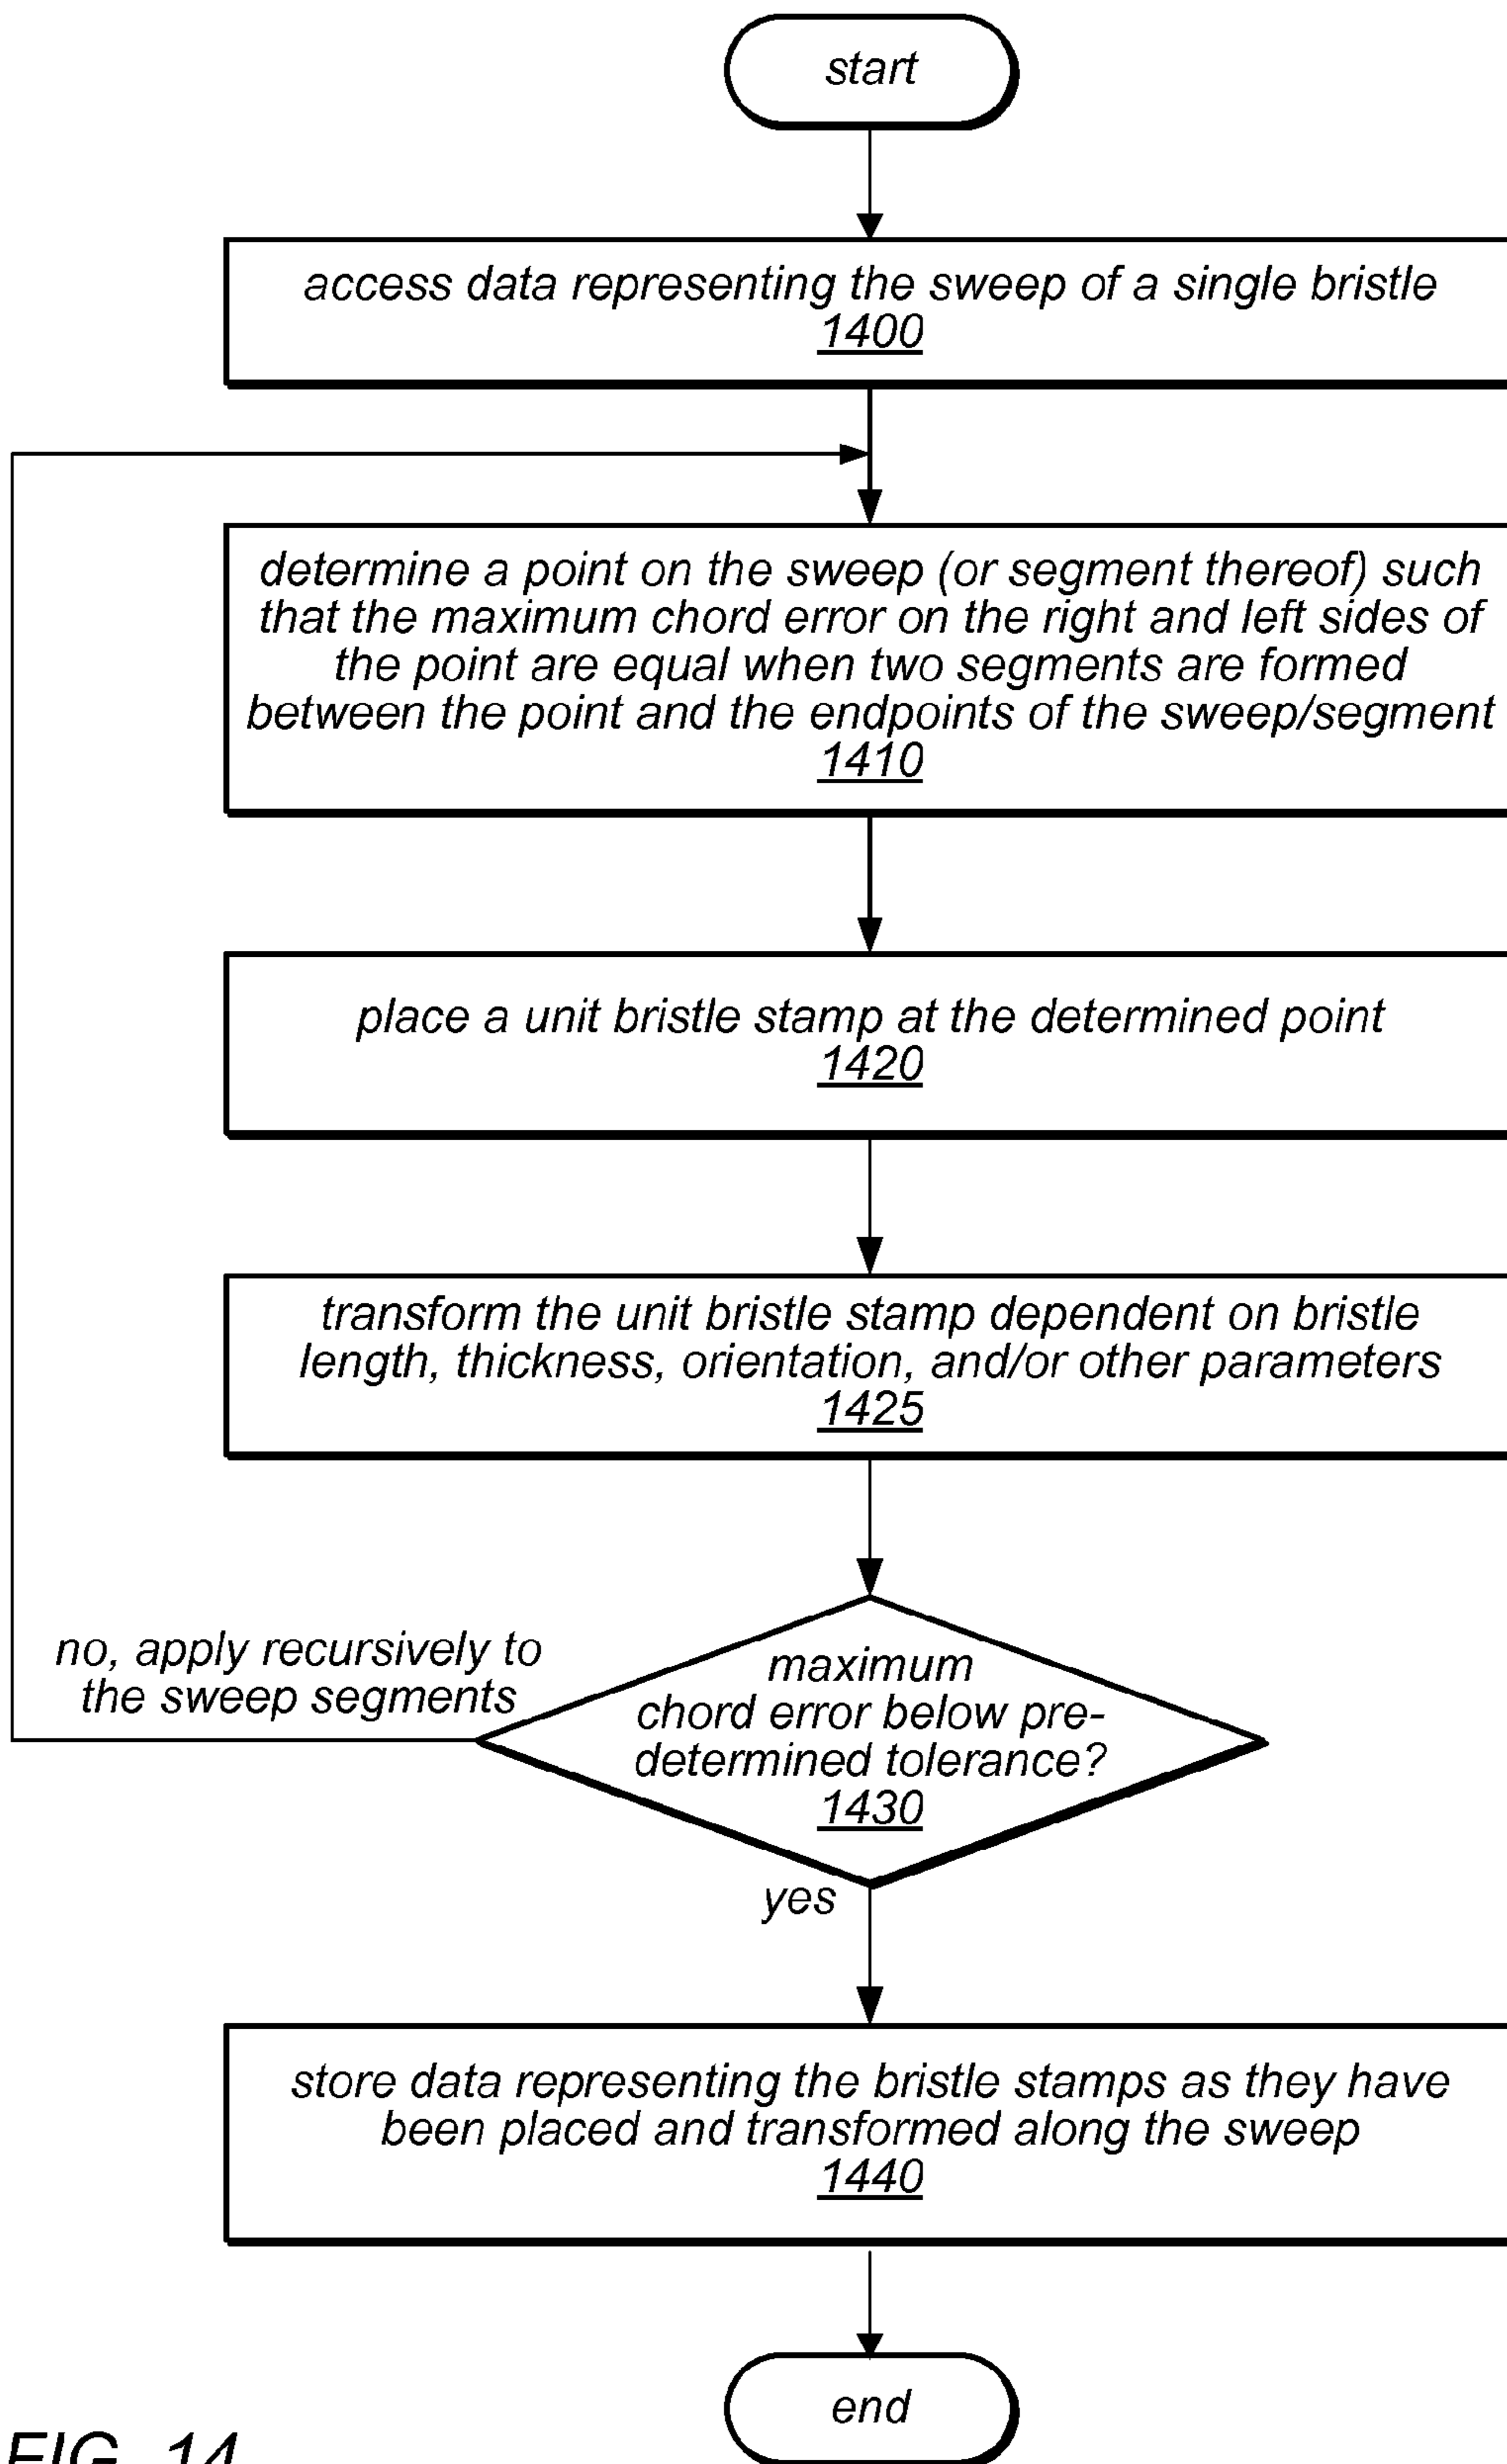 start
access data representing the sweep of a single bristle
1400
determine a point on the sweep (or segment thereof) such
that the maximum chord error on the right and left sides of
the point are equal when two segments are formed
between the point and the endpoints of the sweep/segment
1410
place a unit bristle stamp at the determined point
1420
transform the unit bristle stamp dependent on bristle
length, thickness, orientation, and/or other parameters
1425
no, apply recursively to
the sweep segments
maximum
chord error below pre-
determined tolerance?
1430
yes
store data representing the bristle stamps as they have
been placed and transformed along the sweep
1440
end
FIG. 14